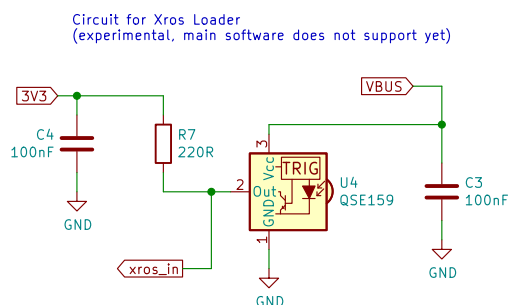 Circuit for Xros Loader
(experimental, main software does not support yet)
3V3
VBUS
C4
100nF
R7
220R
3
Vcc
TRIG
2
Out
GND
1
U4
QSE159
C3
100nF
GND
xros_in
GND
GND